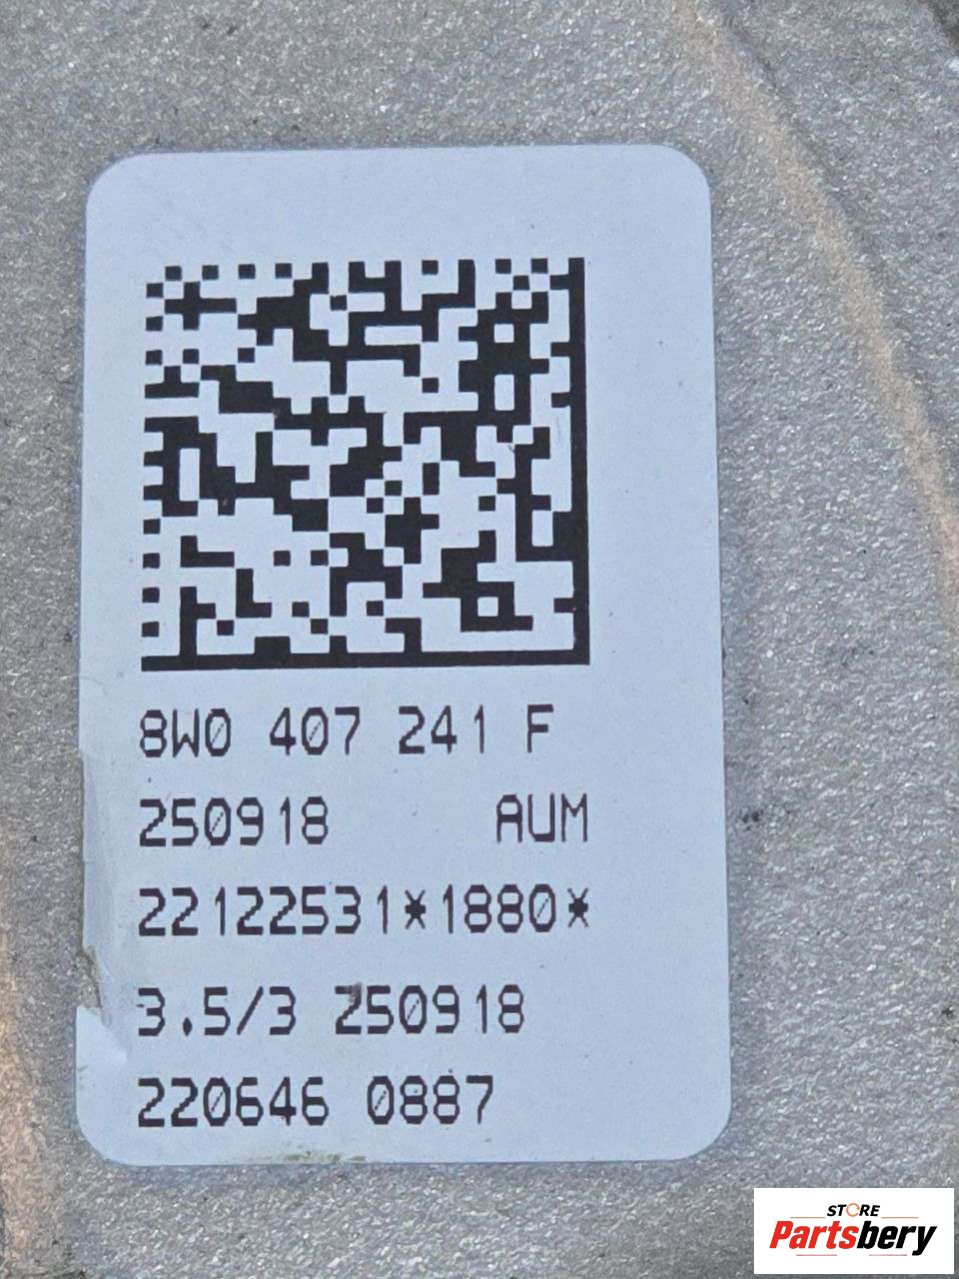 8W0 407 241 F
250918 AUM
22122531*1880*
3.5/3 250918
220646 0887
STORE
Partsbery